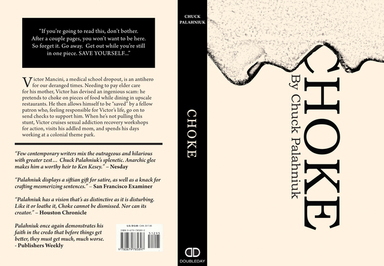 "If you're going to read this, don't bother.
After a couple pages, you won't want to be here.
So forget it. Go away. Get out while you're still
in one piece. SAVE YOURSELF..."
Victor Mancini, a medical school dropout, is an antihero
for our deranged times. Needing to pay elder care
for his mother, Victor has devised an ingenious scam: he
pretends to choke on pieces of food while dining in upscale
restaurants. He then allows himself to be "saved" by a fellow
patron who, feeling responsible for Victor's life, go on to
send checks to support him. When he's not pulling this
stunt, Victor cruises sexual addiction recovery workshops
for action, visits his addled mom, and spends his days
working at a colonial theme park.
"Few contemporary writers mix the outrageous and hilarious
with greater zest.... Chuck Palahniuk's splenetic. Anarchic glee
makes him a worthy heir to Ken Kesey." – Nesday
"Palahniuk displays a siftian gift for sative, as well as a knack for
crafting mesmerizing sentences." – San Francisco Examiner
"Palahniuk has a vision that's as distinctive as it is disturbing.
Like it or loathe it, Choke cannot be dismissed. Nor can its
creator." – Houston Chronicle
Palahniuk once again demonstrates his
faith in the credo that before things get
better, they must get much, much worse.
- Publishers Weekly
CHUCK
PALAHNIUK
CHOKE
DOUBLEDAY
CHOKE
By Chuck Palahniuk